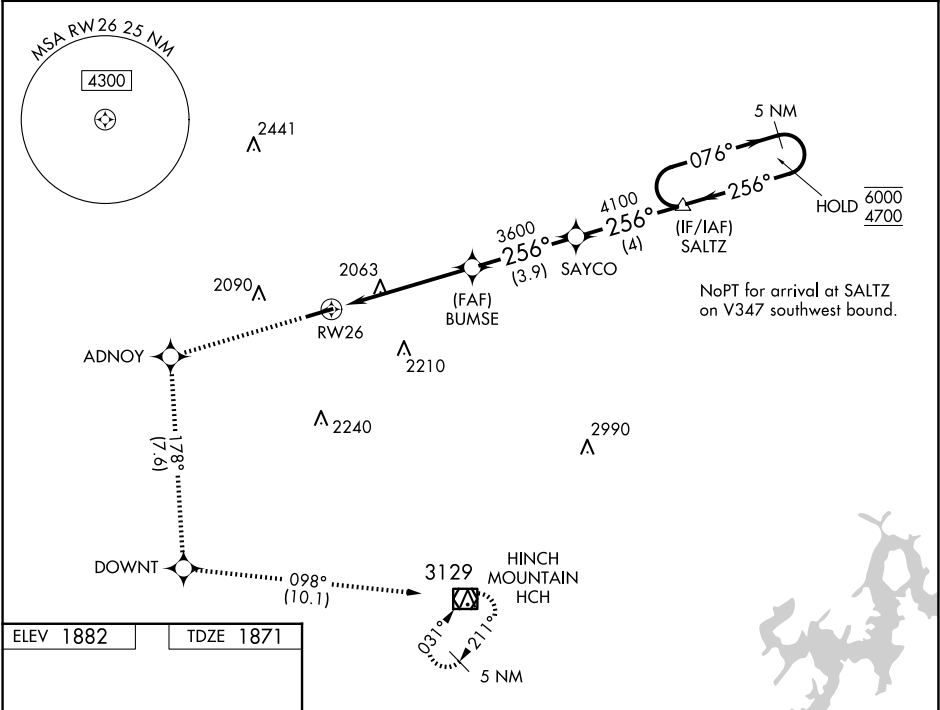 MSA RW26 25 NM
4300
2441
5 NM
076°
256°
HOLD 6000
4700
4100
256°
(4)
(IF/IAF)
SALTZ
3600
256°
(3.9)
SAYCO
NoPT for arrival at SALTZ
on V347 southwest bound.
2090
2063
(FAF)
BUMSE
RW26
ADNOY
2210
2240
2990
178°
(7.6)
DOWNT
098°
(10.1)
3129
HINCH
MOUNTAIN
HCH
031°
211°
5 NM
ELEV 1882
TDZE 1871